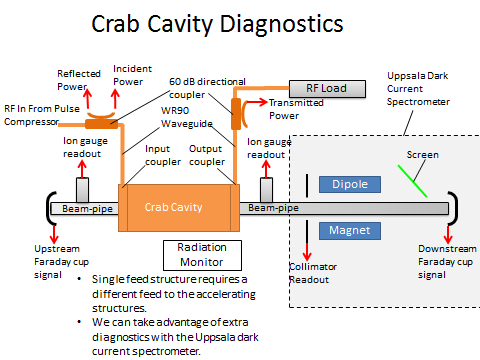 Crab Cavity Diagnostics
Reflected
Power
Incident
Power
60 dB directional
coupler
RF Load
Uppsala Dark
Current
Spectrometer
RF In From Pulse
Compressor
WR90
Waveguide
Transmitted
Power
Ion gauge
readout
Input
coupler
Output
coupler
Ion gauge
readout
Screen
Dipole
Beam-pipe
Crab Cavity
Beam-pipe
Magnet
Upstream
Faraday cup
signal
Radiation
Monitor
Collimator
Readout
Downstream
Faraday cup
signal
• Single feed structure requires a
different feed to the accelerating
structures.
• We can take advantage of extra
diagnostics with the Uppsala dark
current spectrometer.